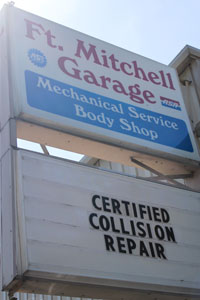 Ft. Mitchell
Garage
Mechanical Service
Body Shop
CERTIFIED
COLLISION
REPAIR